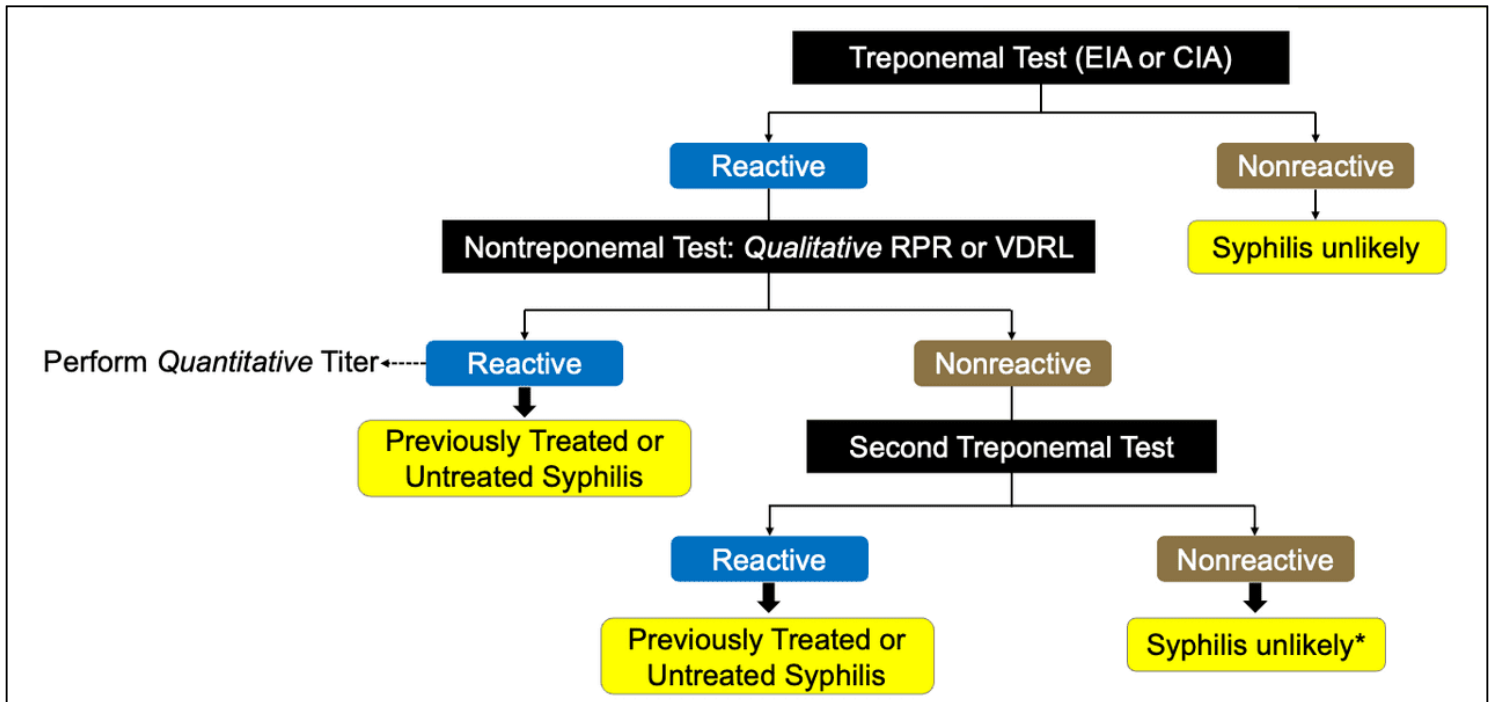 Treponemal Test (EIA or CIA)
Reactive
Nonreactive
Syphilis unlikely
Nontreponemal Test: Qualitative RPR or VDRL
Perform Quantitative Titer
Reactive
Nonreactive
Previously Treated or
Untreated Syphilis
Second Treponemal Test
Reactive
Nonreactive
Previously Treated or
Untreated Syphilis
Syphilis unlikely*